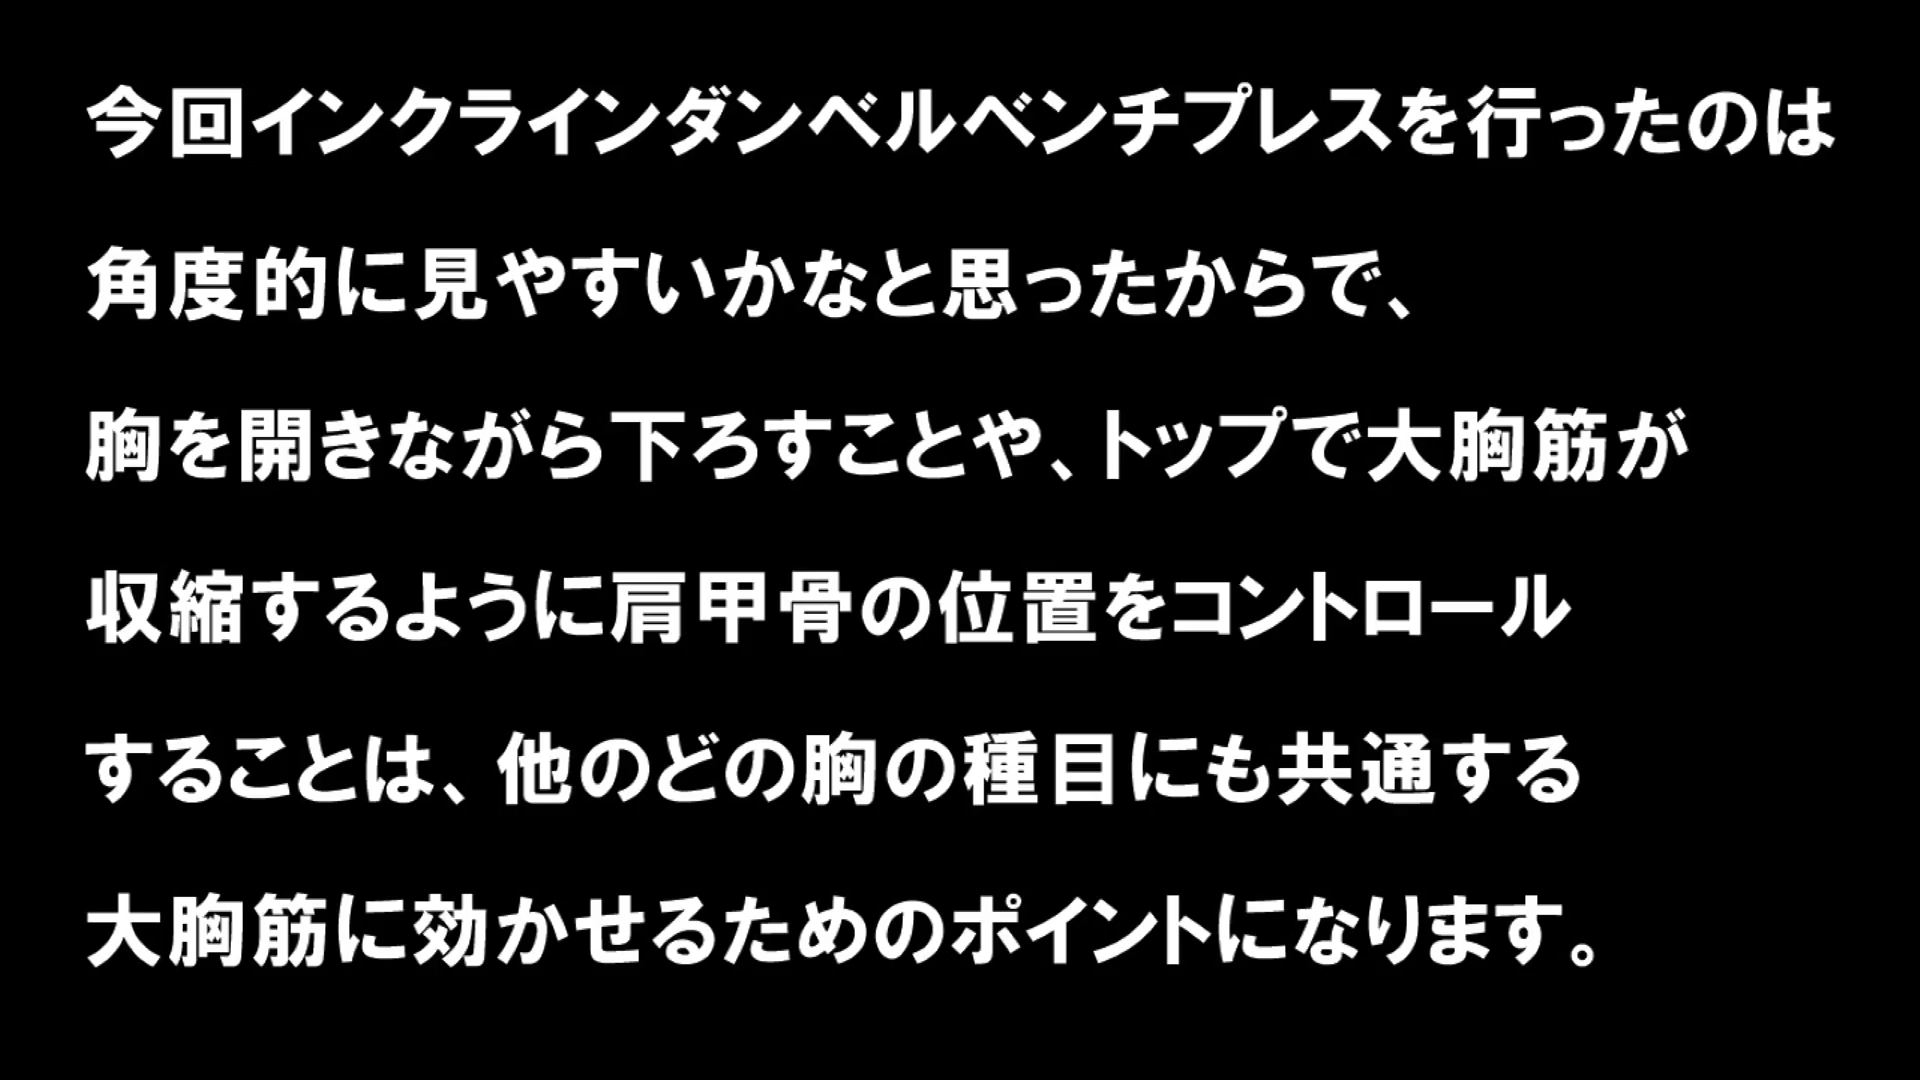 今回インクラインダンベルベンチプレスを行ったのは
角度的に見やすいかなと思ったからで、
胸を開きながら下ろすことや、トップで大胸筋が
収縮するように肩甲骨の位置をコントロール
することは、他のどの胸の種目にも共通する
大胸筋に効かせるためのポイントになります。